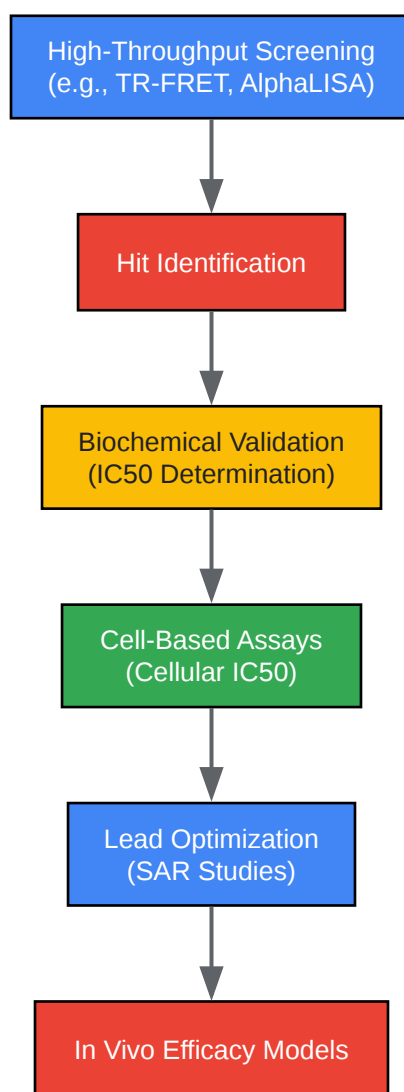 High-Throughput Screening
(e.g., TR-FRET, AlphaLISA)
Hit Identification
Biochemical Validation
(IC50 Determination)
Cell-Based Assays
(Cellular IC50)
Lead Optimization
(SAR Studies)
In Vivo Efficacy Models